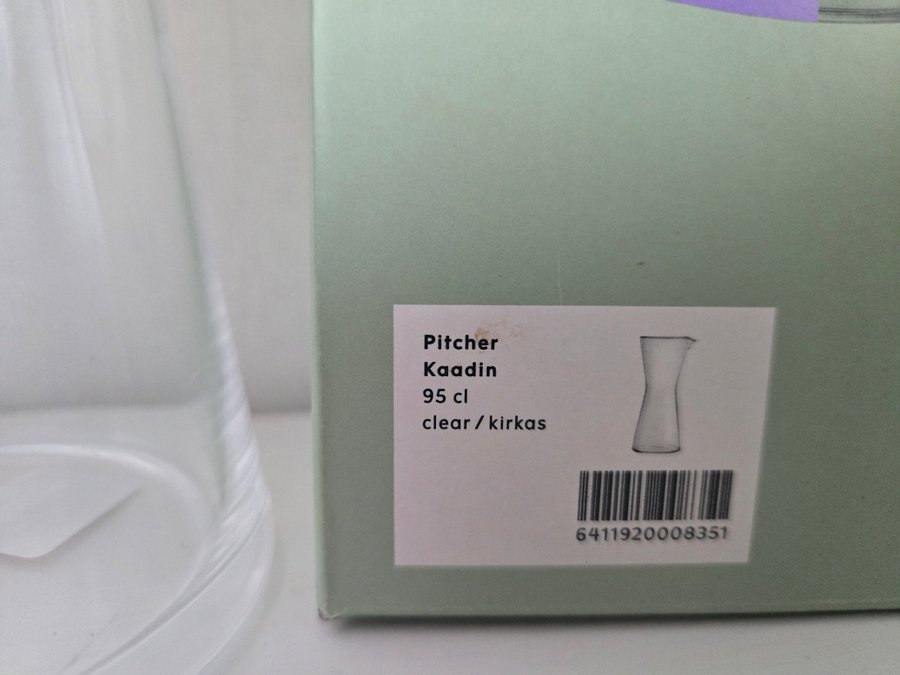 Pitcher
Kaadin
95 cl
clear / kirkas
6411920008351